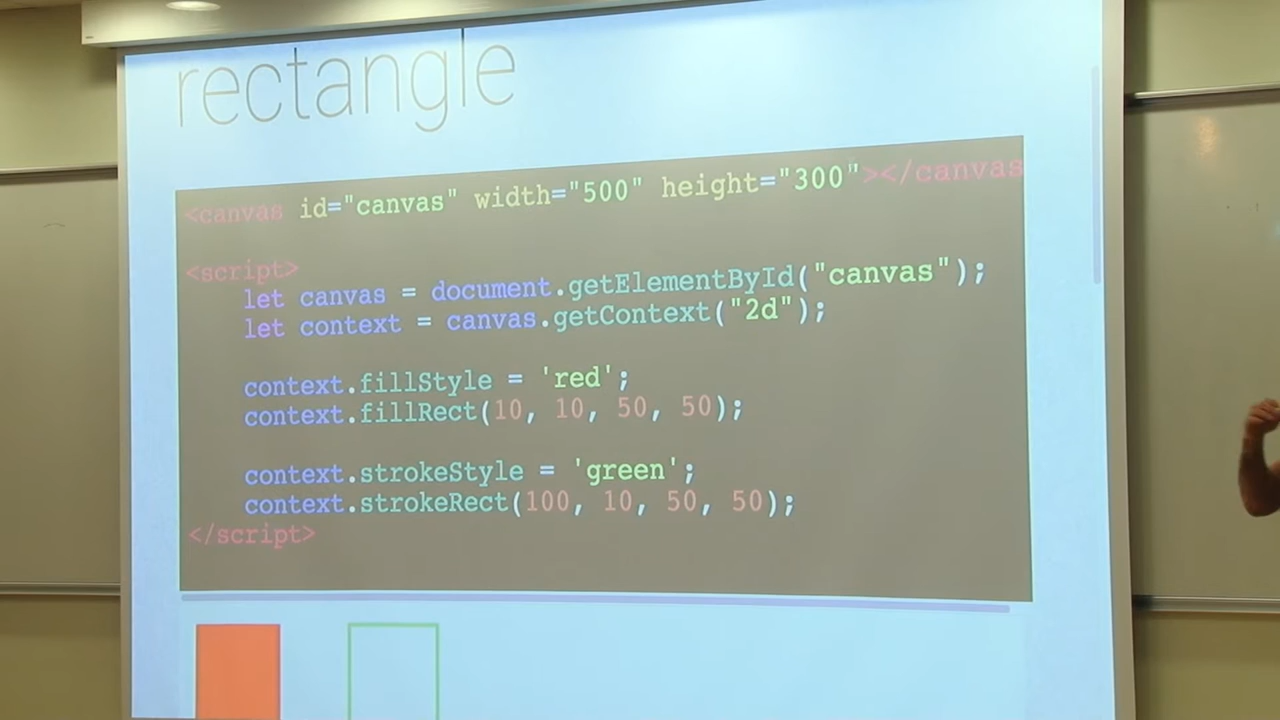 rectangle
<canvas id="canvas" width="500" height="300"></canvas
<script>
let canvas = document.getElementById("canvas");
let context = canvas.getContext("2d");
context.fillStyle = 'red';
context.fillRect(10, 10, 50, 50);
context.strokeStyle = 'green';
context.strokeRect(100, 10, 50, 50);
</script>